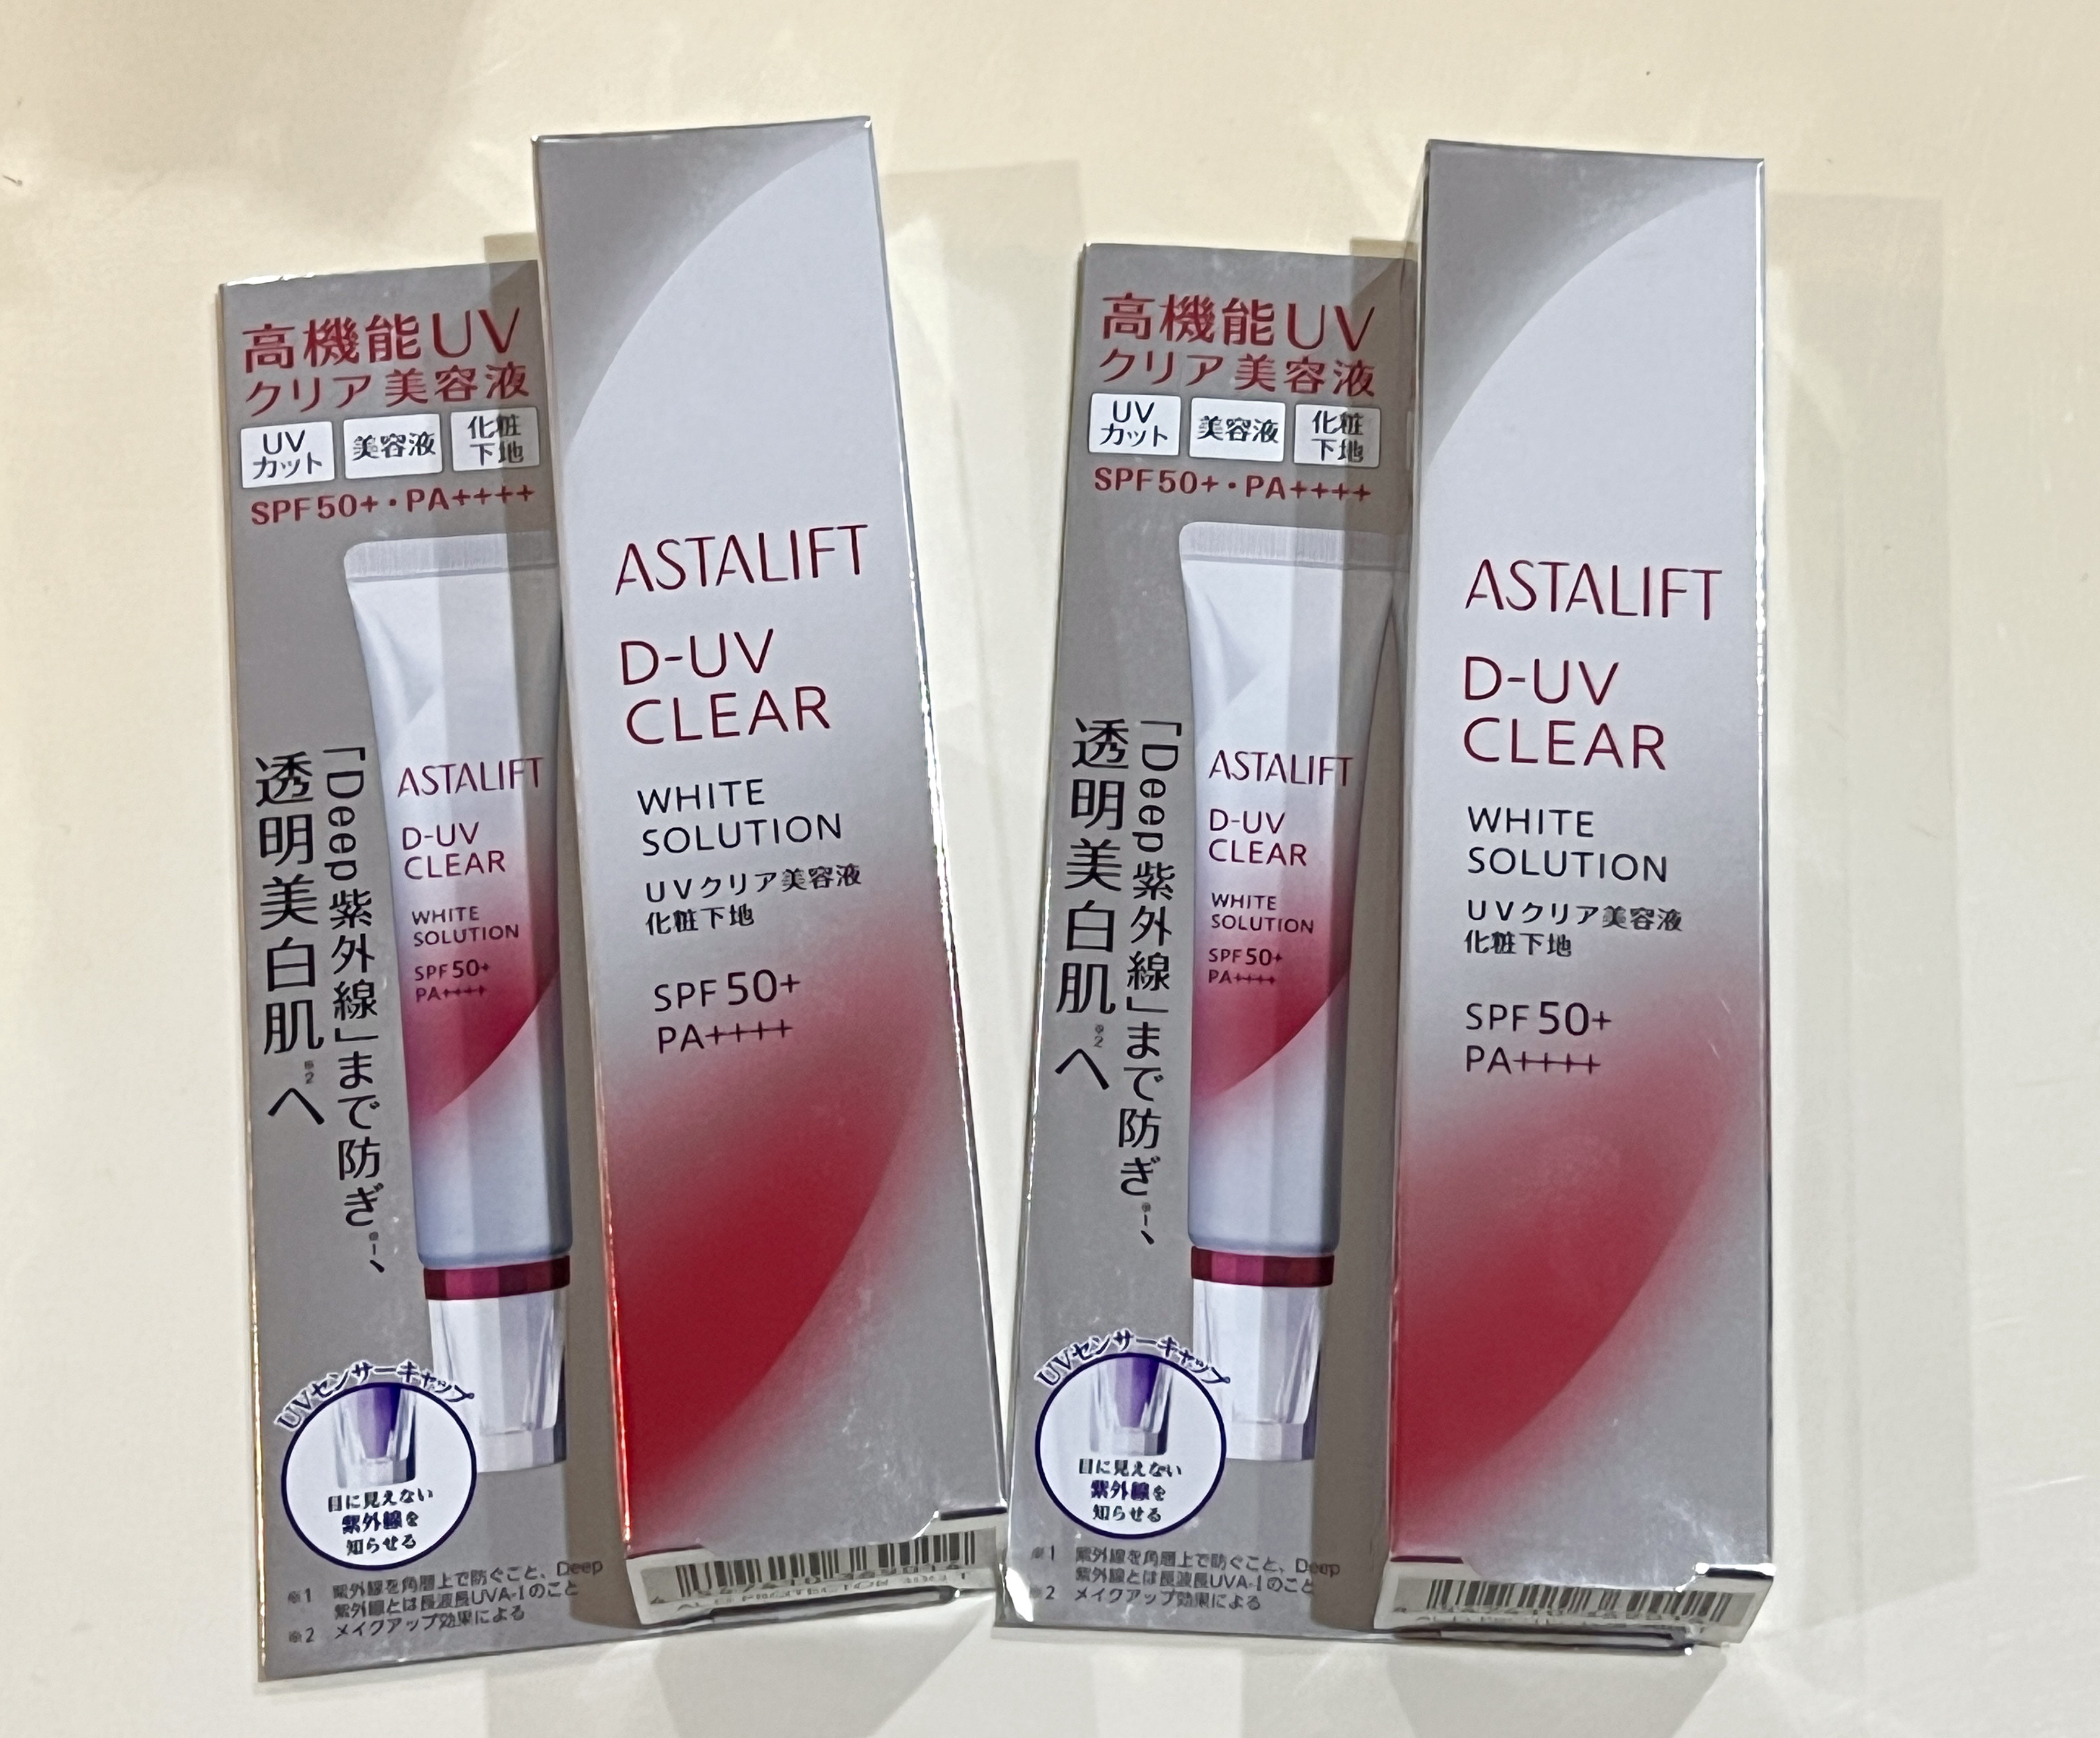 高機能UV
クリア美容液
UV
カット
美容液
化粧
下地
SPF50+・PA++++
「Deep紫外線」まで防ぎ※1、
透明美白肌※2へ
ASTALIFT
D-UV
CLEAR
WHITE
SOLUTION
SPF50+
PA++++
UVセンサーキャップ
目に見えない
紫外線を
知らせる
※1 紫外線を角層上で防ぐこと、Deep
紫外線とは長波長UVA-Iのこと
※2 メイクアップ効果による
ASTALIFT
D-UV
CLEAR
WHITE
SOLUTION
UVクリア美容液
化粧下地
SPF50+
PA++++
高機能UV
クリア美容液
UV
カット
美容液
化粧
下地
SPF50+・PA++++
「Deep紫外線」まで防ぎ※1、
透明美白肌※2へ
ASTALIFT
D-UV
CLEAR
WHITE
SOLUTION
SPF50+
PA++++
UVセンサーキャップ
目に見えない
紫外線を
知らせる
※1 紫外線を角層上で防ぐこと、Deep
紫外線とは長波長UVA-Iのこと
※2 メイクアップ効果による
ASTALIFT
D-UV
CLEAR
WHITE
SOLUTION
UVクリア美容液
化粧下地
SPF50+
PA++++